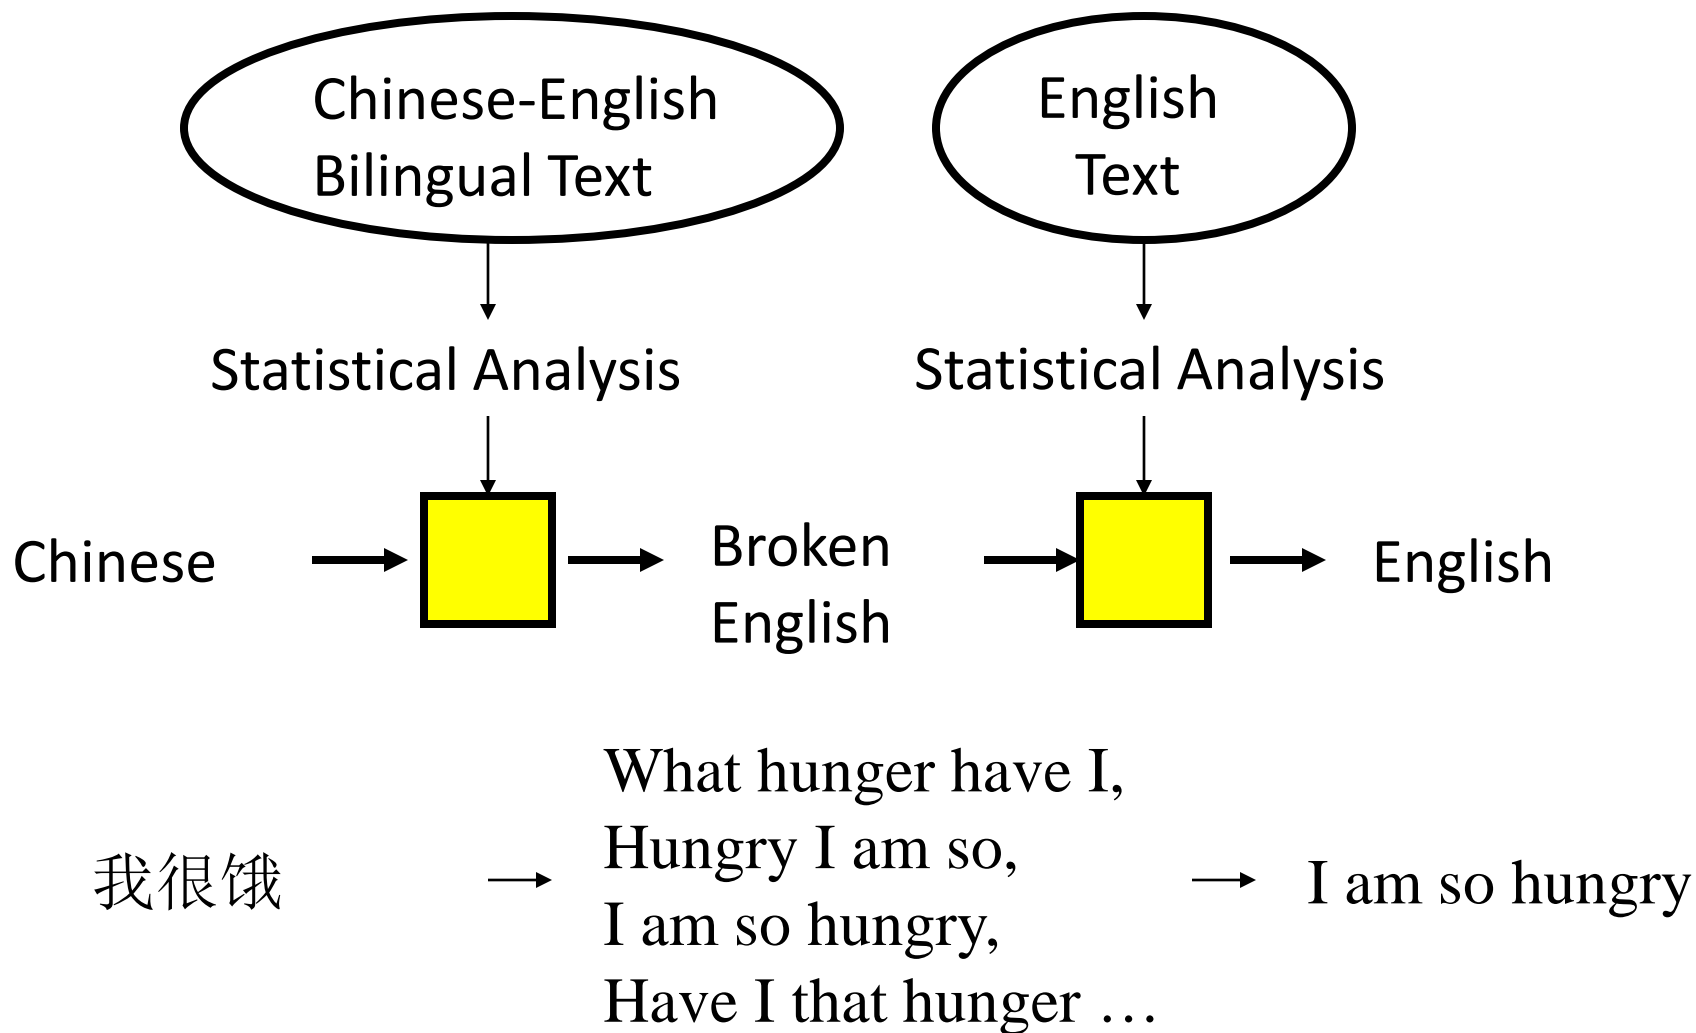 Chinese-English
Bilingual Text
English
Text
Statistical Analysis
Statistical Analysis
Chinese
Broken
English
English
我很饿
What hunger have I,
Hungry I am so,
I am so hungry,
Have I that hunger …
I am so hungry